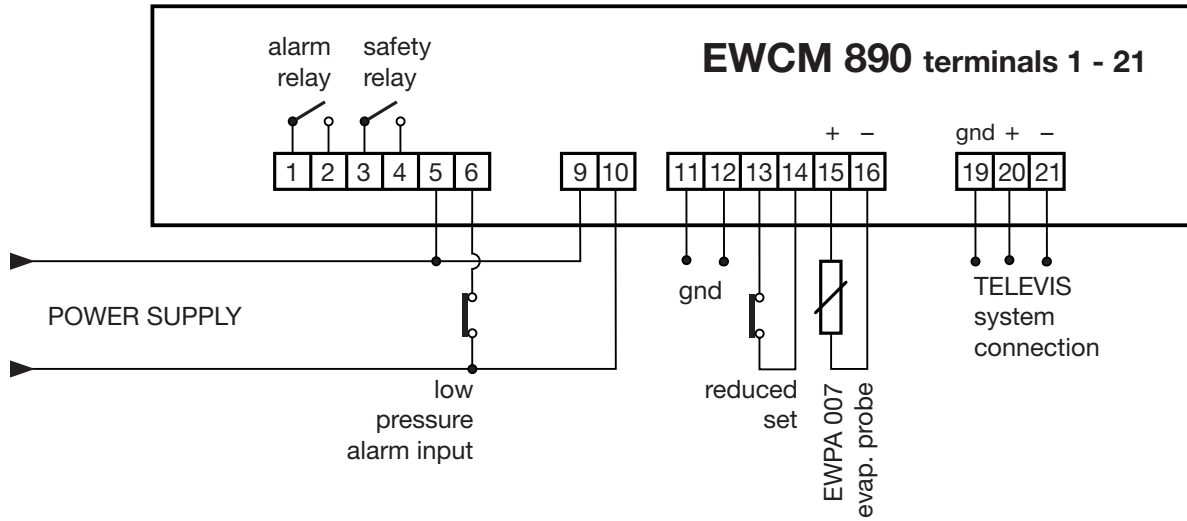 EWCM 890 terminals 1 - 21
alarm
relay
safety
relay
+ –
gnd + –
1 2 3 4 5 6 9 10 11 12 13 14 15 16 19 20 21
gnd
POWER SUPPLY
low
pressure
alarm input
reduced
set
EWPA 007
evap. probe
TELEVIS
system
connection